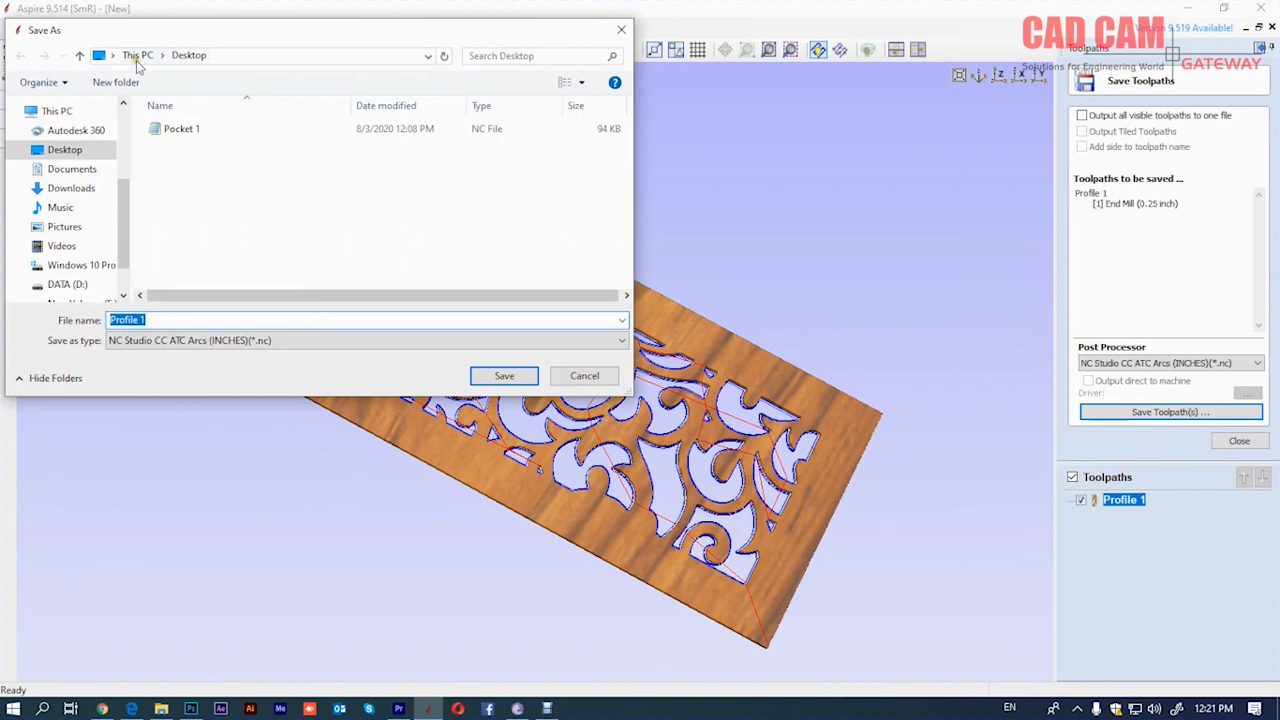 Aspire 9.514 (SmR) - [New]
Save As
This PC > Desktop
Search Desktop
Organize
New folder
This PC
Autodesk 360
Desktop
Documents
Downloads
Music
Pictures
Videos
Windows 10 Pro
DATA (D:)
Name
Date modified
Type
Size
Pocket 1
8/3/2020 12:08 PM
NC File
94 KB
File name: Profile 1
Save as type: NC Studio CC ATC Arcs (INCHES)(*.nc)
Hide Folders
Save
Cancel
CAD CAM
Solutions for Engineering World
GATEWAY
Version 9.519 Available!
Toolpaths
Save Toolpaths
Output all visible toolpaths to one file
Output Tiled Toolpaths
Add side to toolpath name
Toolpaths to be saved ...
Profile 1
[1] End Mill (0.25 inch)
Post Processor
NC Studio CC ATC Arcs (INCHES)(*.nc)
Output direct to machine
Driver:
...
Save Toolpath(s) ...
Close
Toolpaths
Profile 1
Ready
EN
12:21 PM